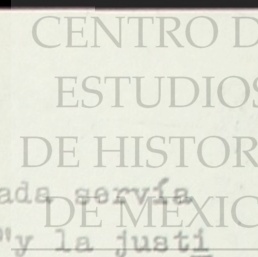 CENTRO D
ESTUDIOS
DE HISTOR
ada servía
DE MEXIC
"y la justi